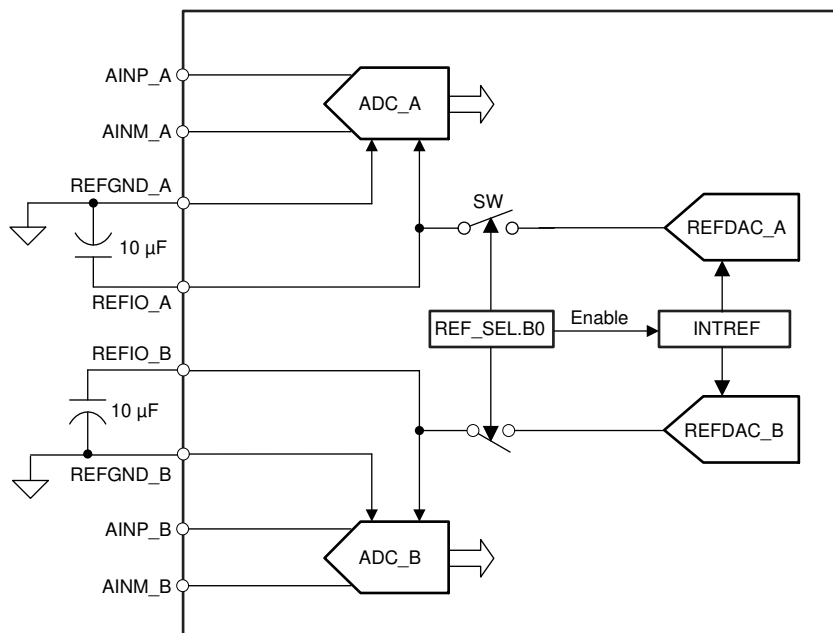 AINP_A
ADC_A
AINM_A
REFGND_A
SW
REFDAC_A
10 µF
REFIO_A
REF_SEL.B0
Enable
INTREF
REFIO_B
10 µF
REFDAC_B
REFGND_B
AINP_B
ADC_B
AINM_B